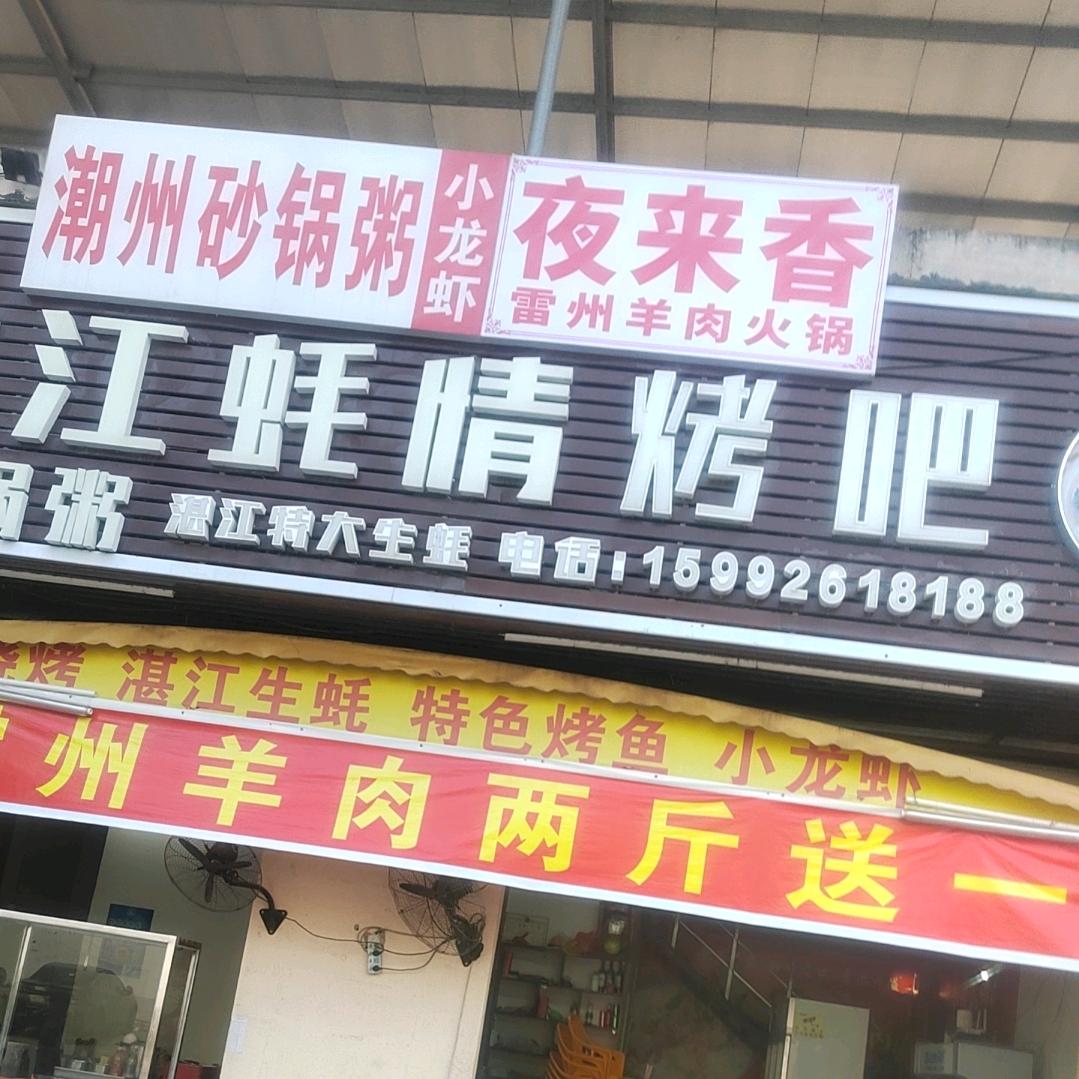 潮州砂锅粥
小龙虾
夜来香
雷州羊肉火锅
江蚝情烤吧
锅粥 湛江特大生蚝 电话:15992618188
烧烤 湛江生蚝 特色烤鱼 小龙虾
州羊肉两斤送一